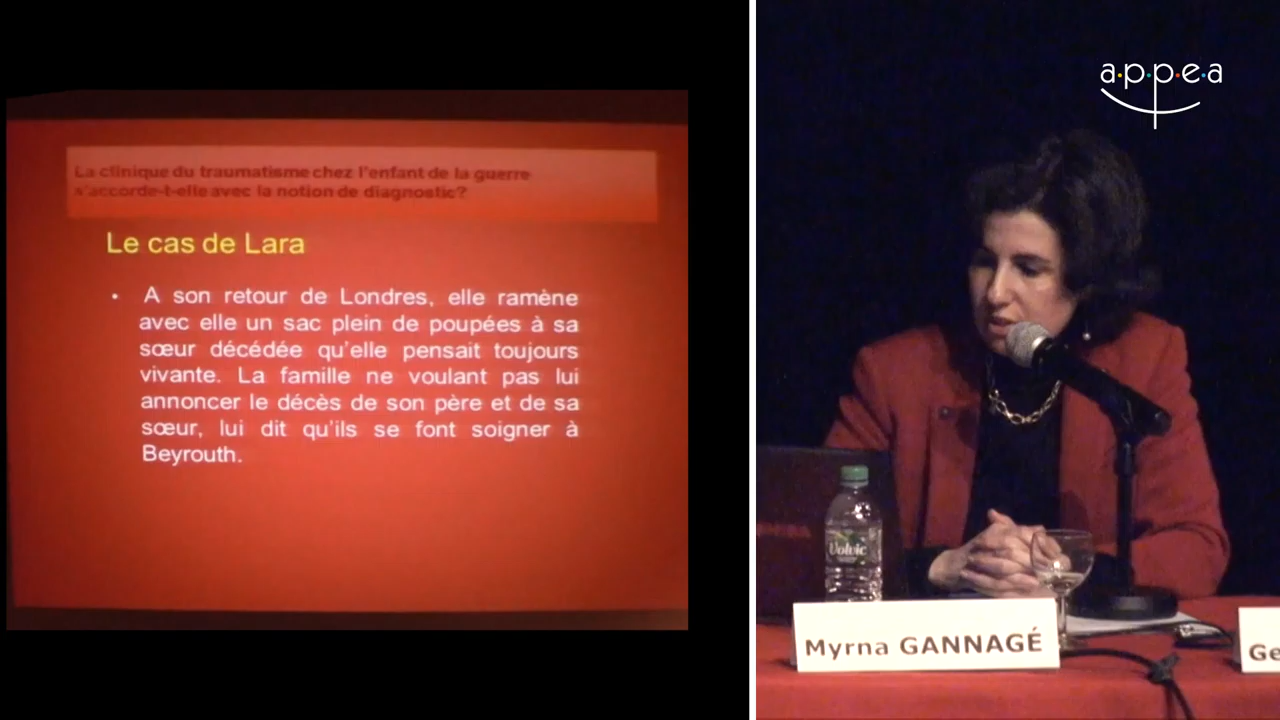 La clinique du traumatisme chez l'enfant de la guerre
s'accorde-t-elle avec la notion de diagnostic?
Le cas de Lara
• A son retour de Londres, elle ramène
avec elle un sac plein de poupées à sa
sœur décédée qu'elle pensait toujours
vivante. La famille ne voulant pas lui
annoncer le décès de son père et de sa
sœur, lui dit qu'ils se font soigner à
Beyrouth.
a·p·p·e·a
Volvic
Myrna GANNAGÉ
Ge